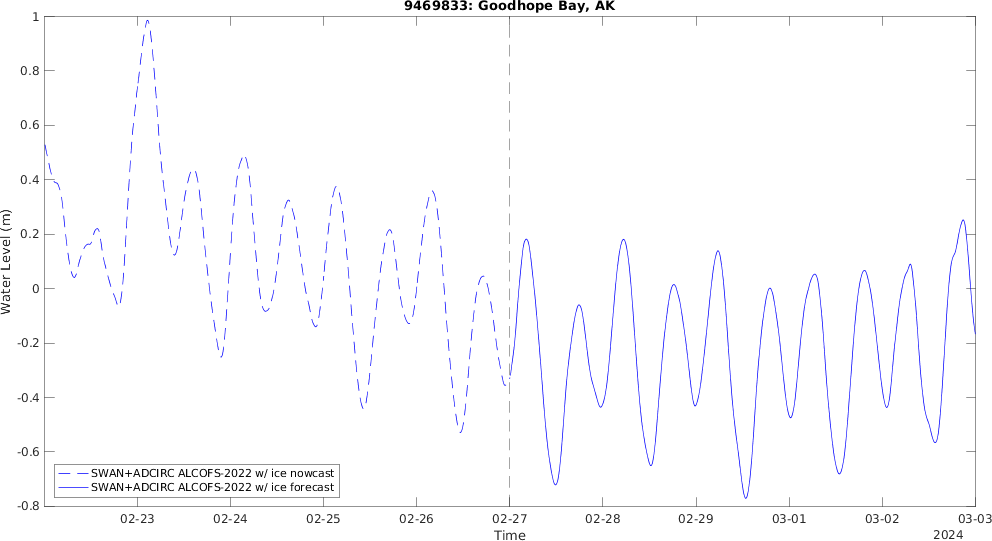 9469833: Goodhope Bay, AK
Water Level (m)
1
0.8
0.6
0.4
0.2
0
-0.2
-0.4
-0.6
-0.8
SWAN+ADCIRC ALCOFS-2022 w/ ice nowcast
SWAN+ADCIRC ALCOFS-2022 w/ ice forecast
02-23 02-24 02-25 02-26 02-27 02-28 02-29 03-01 03-02 03-03
Time
2024